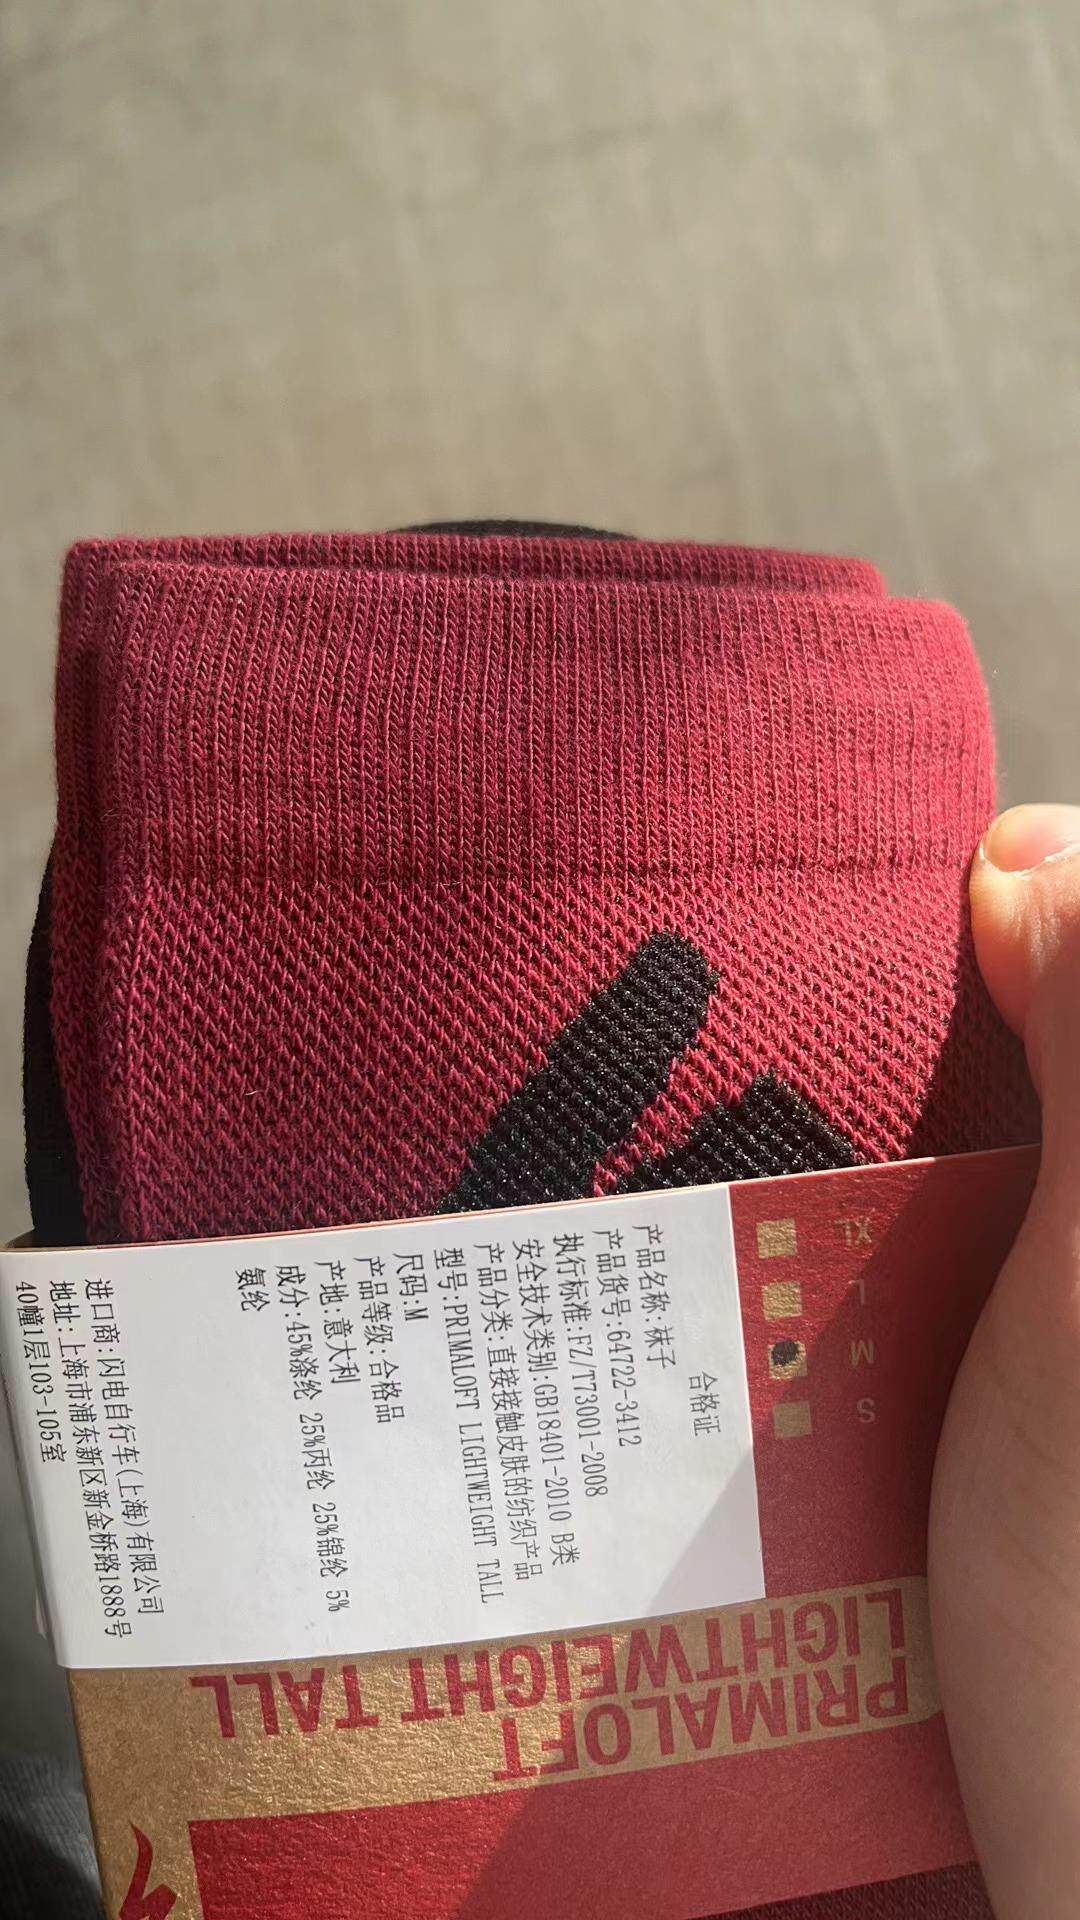 合格证
产品名称:袜子
产品货号:64722-3412
执行标准:FZ/T73001-2008
安全技术类别:GB18401-2010 B类
产品分类:直接接触皮肤的纺织产品
型号:PRIMALOFT LIGHTWEIGHT TALL
尺码:M
产品等级:合格品
产地:意大利
成分:45%涤纶 25%丙纶 25%锦纶 5%
氨纶
进口商:闪电自行车(上海)有限公司
地址:上海市浦东新区新金桥路1888号
40幢1层103-105室
S
M
L
XL
PRIMALOFT
LIGHTWEIGHT TALL